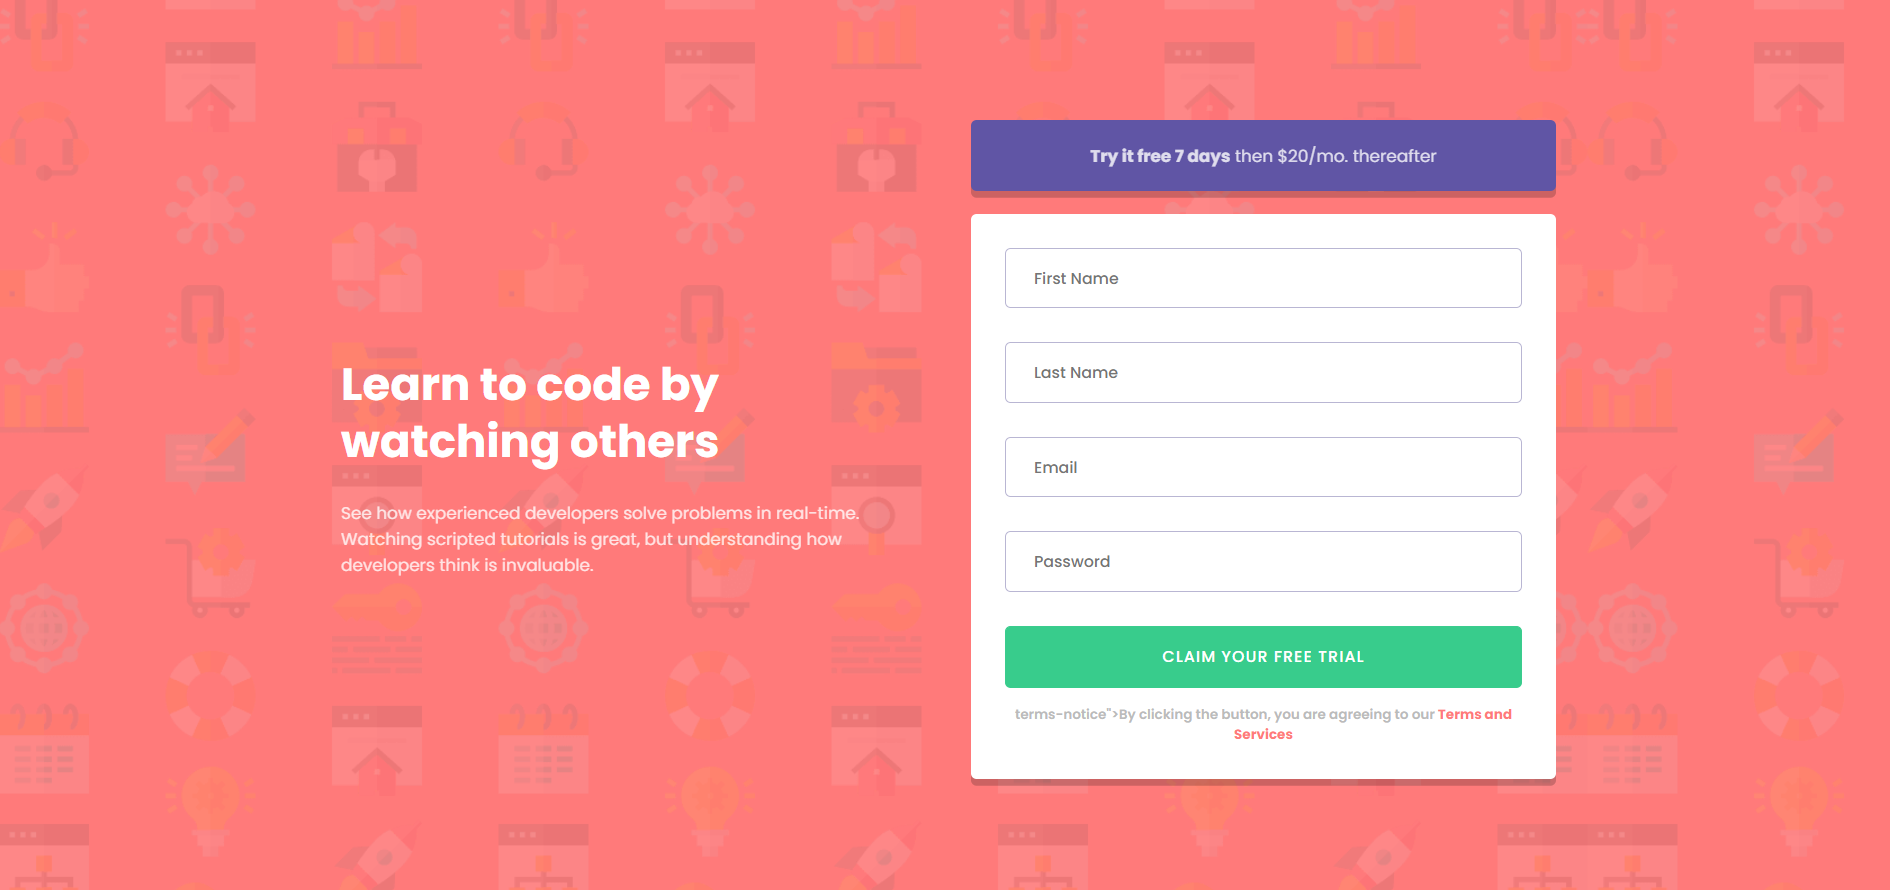 Try it free 7 days then $20/mo. thereafter
First Name
Last Name
Learn to code by
watching others
Email
See how experienced developers solve problems in real-time.
Watching scripted tutorials is great, but understanding how
developers think is invaluable.
Password
CLAIM YOUR FREE TRIAL
terms-notice">By clicking the button, you are agreeing to our Terms and
Services